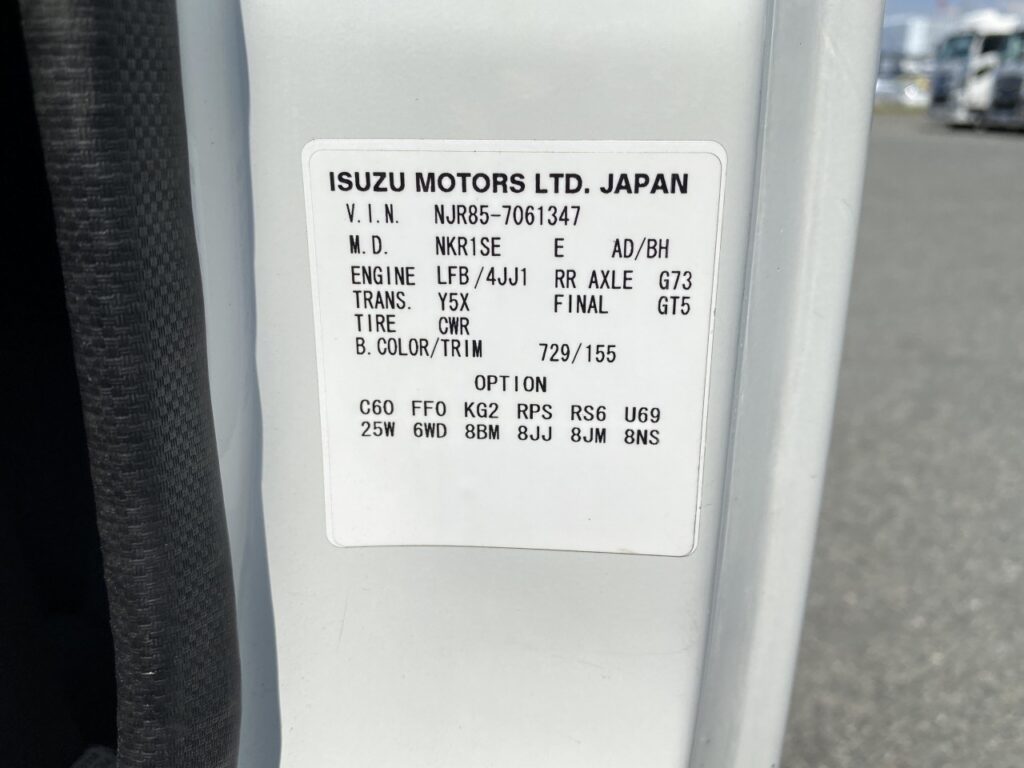 ISUZU MOTORS LTD. JAPAN
V.I.N. NJR85-7061347
M.D. NKR1SE E AD/BH
ENGINE LFB/4JJ1 RR AXLE G73
TRANS. Y5X FINAL GT5
TIRE CWR
B.COLOR/TRIM 729/155
OPTION
C60 FF0 KG2 RPS RS6 U69
25W 6WD 8BM 8JJ 8JM 8NS